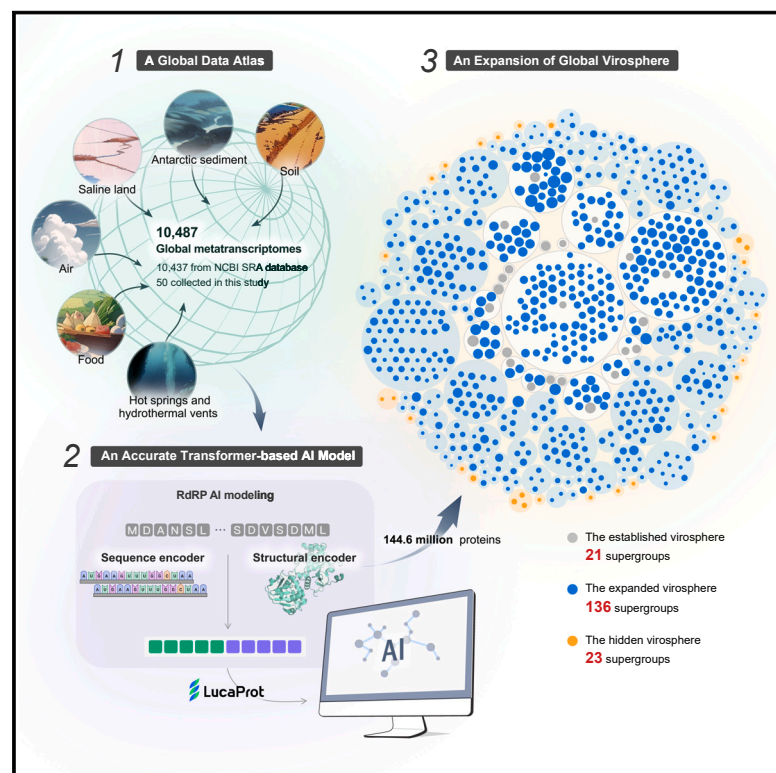 1 A Global Data Atlas
Saline land
Antarctic sediment
Soil
Air
10,487
Global metatranscriptomes
10,437 from NCBI SRA database
50 collected in this study
Food
Hot springs and
hydrothermal vents
2 An Accurate Transformer-based AI Model
RdRP AI modeling
M D A N S L ... S D V S D M L
Sequence encoder
Structural encoder
LucaProt
AI
144.6 million proteins
3 An Expansion of Global Virosphere
The established virosphere
21 supergroups
The expanded virosphere
136 supergroups
The hidden virosphere
23 supergroups